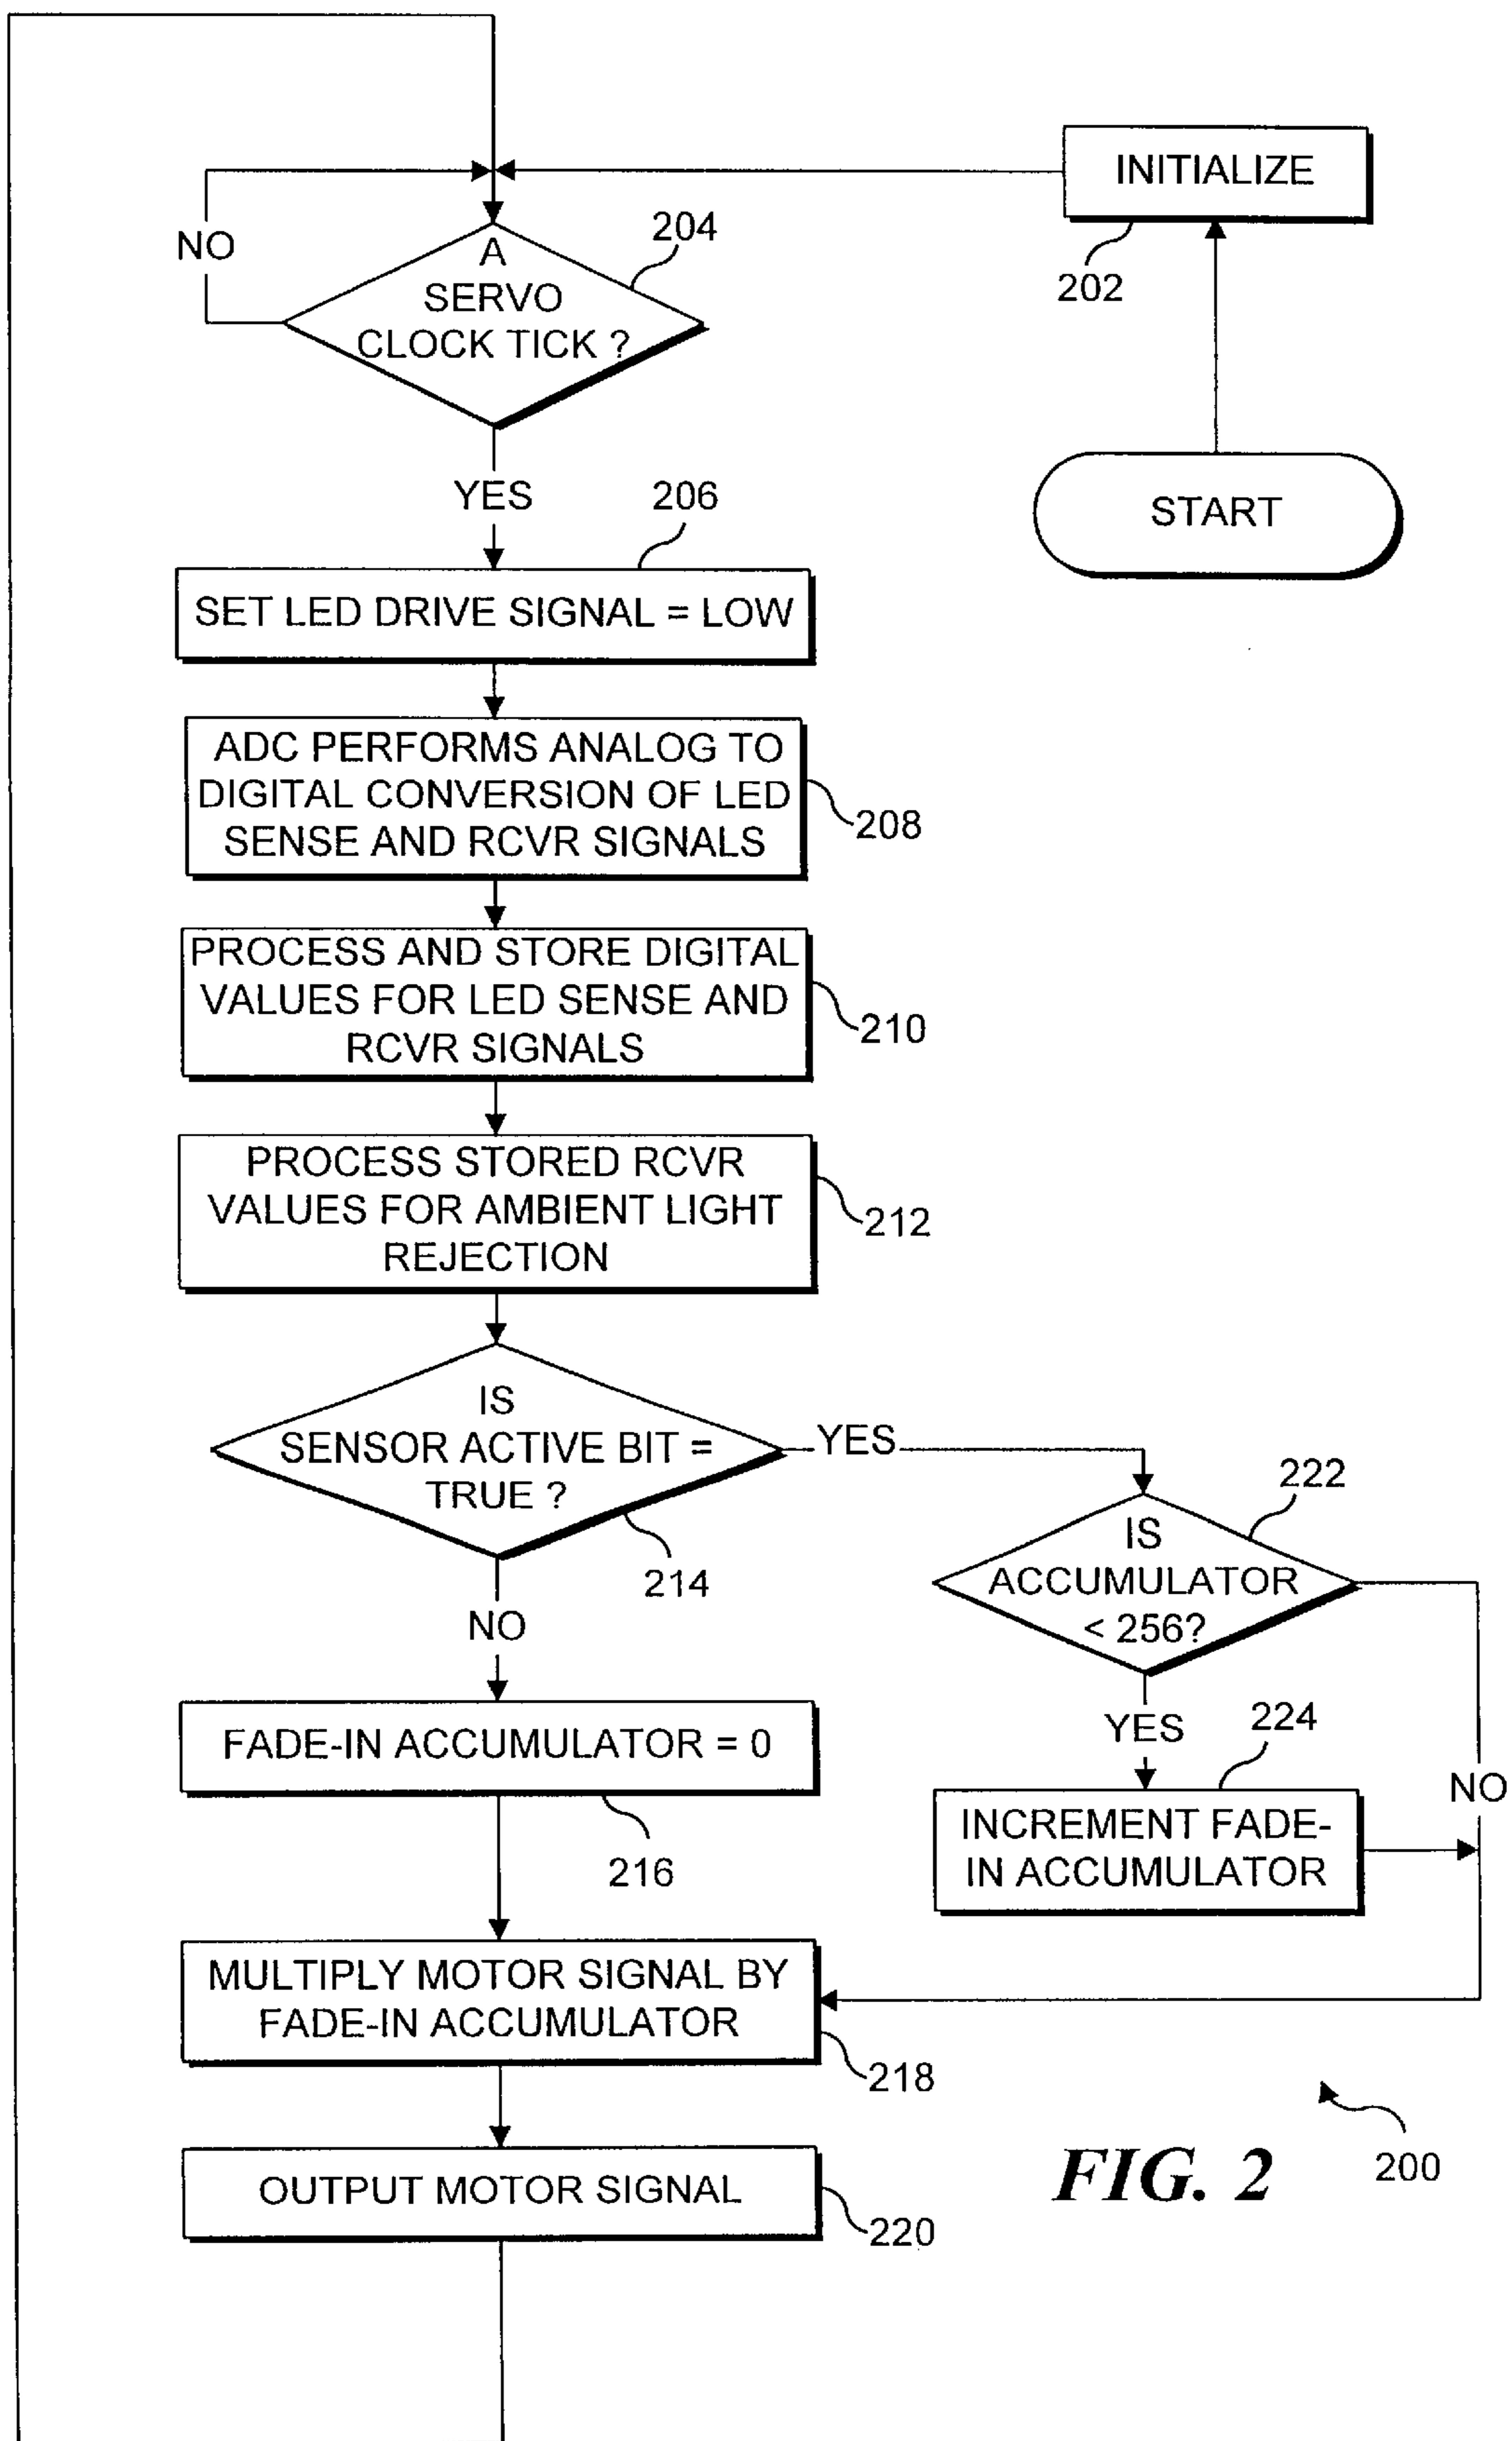 INITIALIZE
202
START
A
SERVO
CLOCK TICK ?
204
NO
YES
206
SET LED DRIVE SIGNAL = LOW
ADC PERFORMS ANALOG TO
DIGITAL CONVERSION OF LED
SENSE AND RCVR SIGNALS
208
PROCESS AND STORE DIGITAL
VALUES FOR LED SENSE AND
RCVR SIGNALS
210
PROCESS STORED RCVR
VALUES FOR AMBIENT LIGHT
REJECTION
212
IS
SENSOR ACTIVE BIT =
TRUE ?
214
YES
NO
222
IS
ACCUMULATOR
< 256?
YES
NO
224
INCREMENT FADE-
IN ACCUMULATOR
FADE-IN ACCUMULATOR = 0
216
MULTIPLY MOTOR SIGNAL BY
FADE-IN ACCUMULATOR
218
OUTPUT MOTOR SIGNAL
220
FIG. 2
200